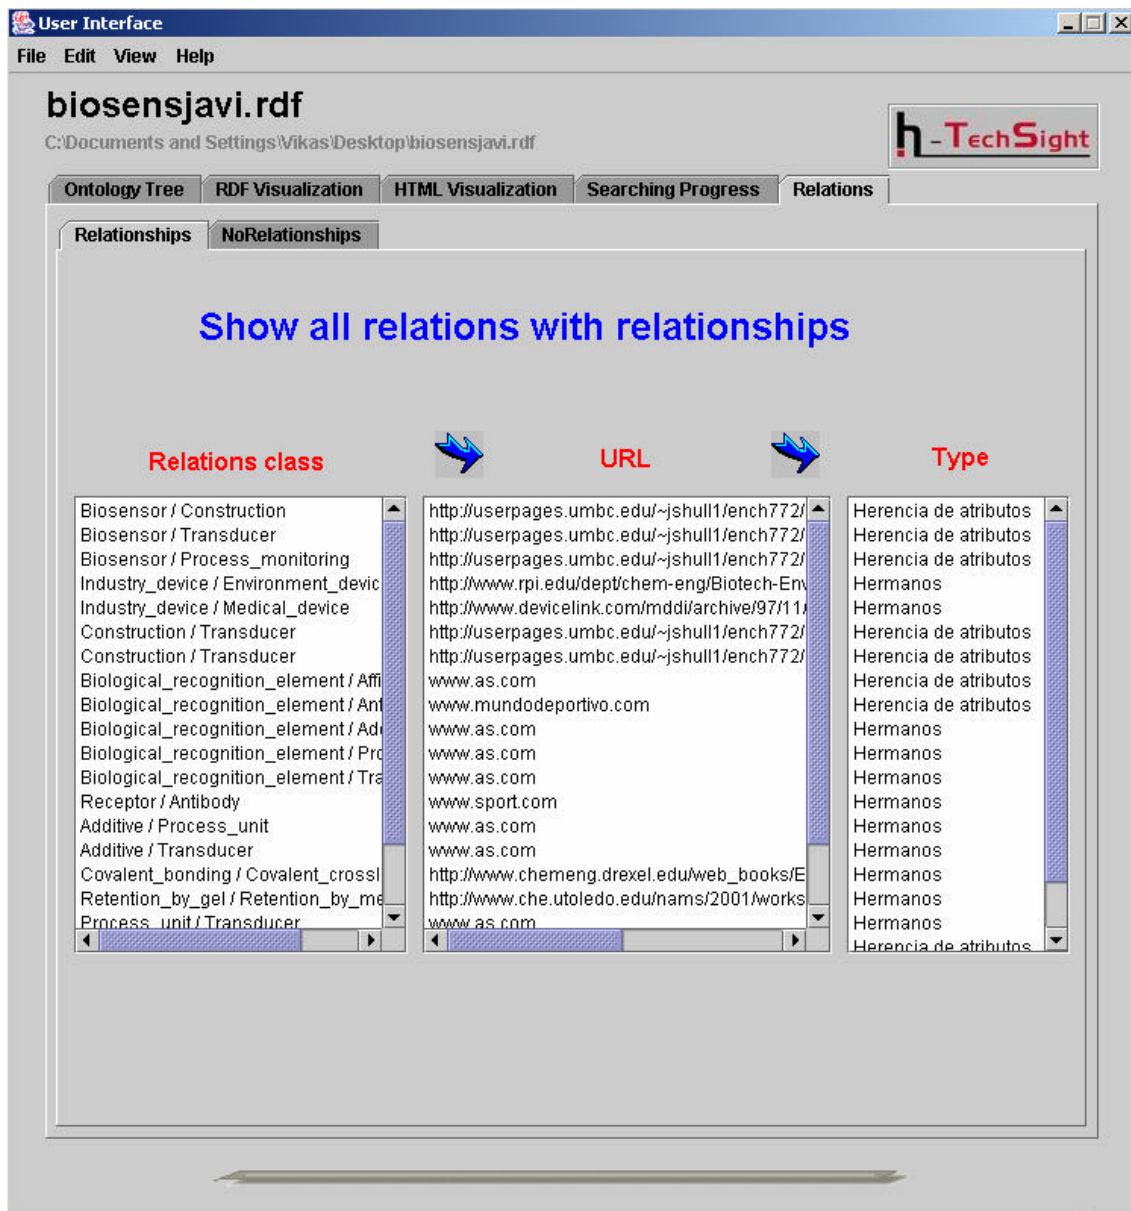 User Interface
File Edit View Help
biosensjavi.rdf
C:\Documents and Settings\Vikas\Desktop\biosensjavi.rdf
h-TechSight
Ontology Tree RDF Visualization HTML Visualization Searching Progress Relations
Relationships NoRelationships
Show all relations with relationships
Relations class URL Type
Biosensor / Construction http://userpages.umbc.edu/~jshull1/ench772/ Herencia de atributos
Biosensor / Transducer http://userpages.umbc.edu/~jshull1/ench772/ Herencia de atributos
Biosensor / Process_monitoring http://userpages.umbc.edu/~jshull1/ench772/ Herencia de atributos
Industry_device / Environment_devic http://www.rpi.edu/dept/chem-eng/Biotech-Env Hermanos
Industry_device / Medical_device http://www.devicelink.com/mddi/archive/97/11/ Hermanos
Construction / Transducer http://userpages.umbc.edu/~jshull1/ench772/ Herencia de atributos
Construction / Transducer http://userpages.umbc.edu/~jshull1/ench772/ Herencia de atributos
Biological_recognition_element / Affi www.as.com Herencia de atributos
Biological_recognition_element / Ant www.mundodeportivo.com Herencia de atributos
Biological_recognition_element / Add www.as.com Hermanos
Biological_recognition_element / Pro www.as.com Hermanos
Biological_recognition_element / Tra www.as.com Hermanos
Receptor / Antibody www.sport.com Hermanos
Additive / Process_unit www.as.com Hermanos
Additive / Transducer www.as.com Hermanos
Covalent_bonding / Covalent_crossl http://www.chemeng.drexel.edu/web_books/E Hermanos
Retention_by_gel / Retention_by_me http://www.che.utoledo.edu/nams/2001/works Hermanos
Process_unit / Transducer www.as.com Hermanos
Herencia de atributos